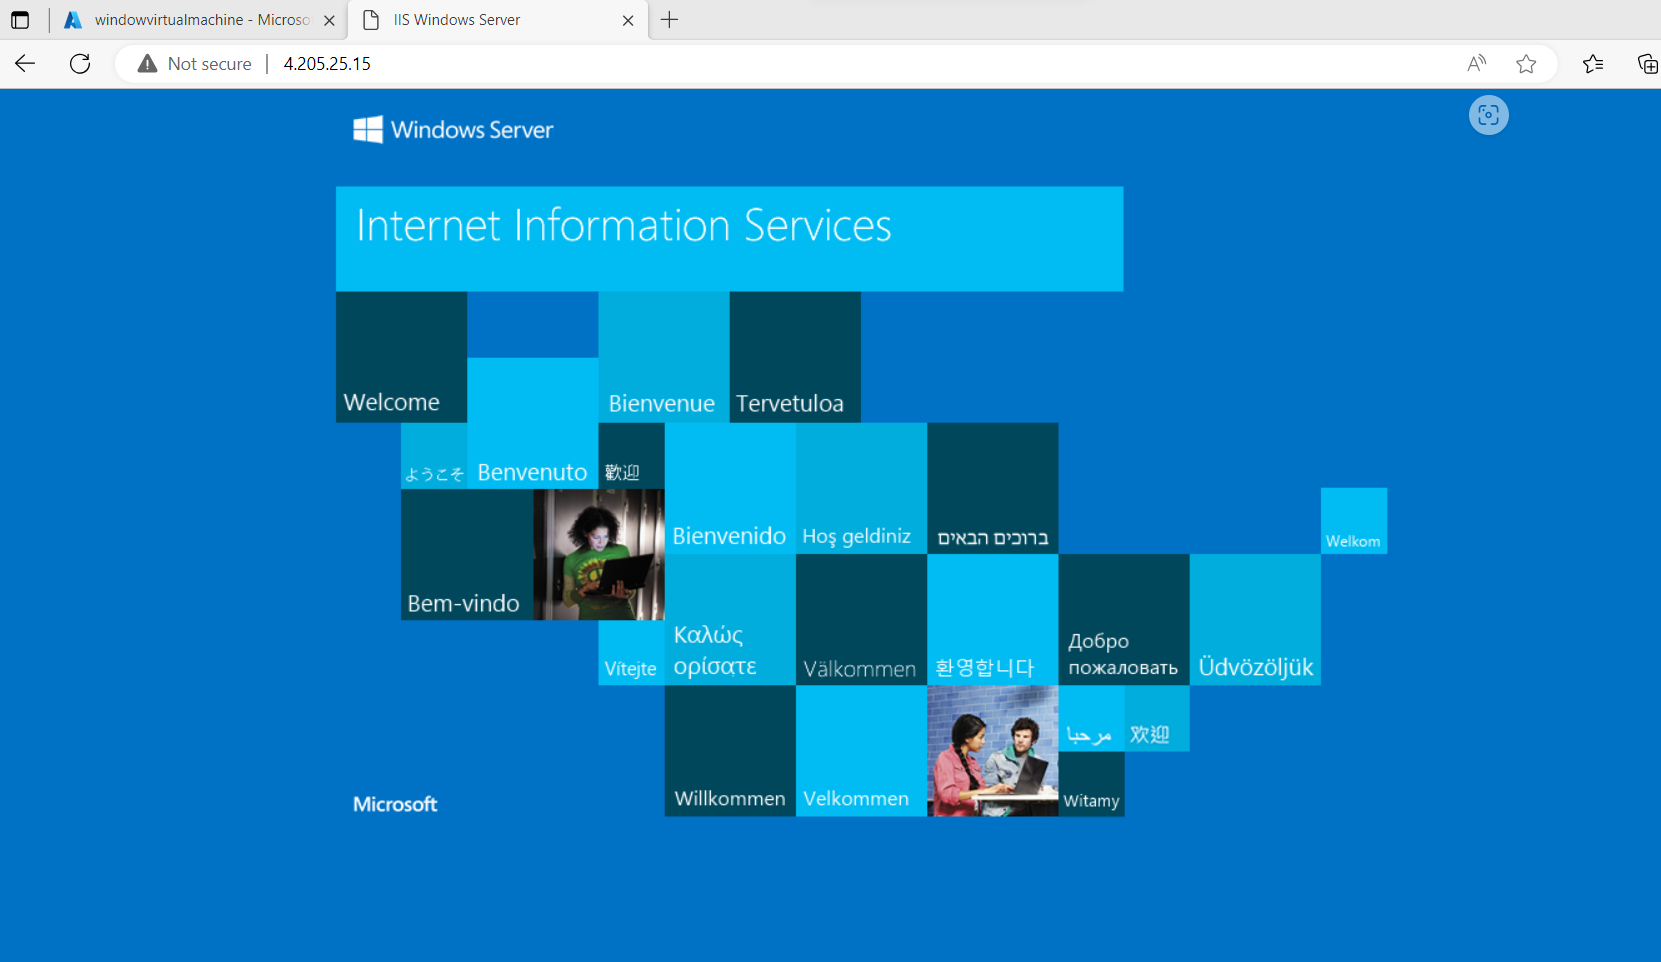 windowvirtualmachine - Microso
IIS Windows Server
Not secure
4.205.25.15
Windows Server
Internet Information Services
Welcome
Bienvenue
Tervetuloa
ようこそ
Benvenuto
歡迎
Bienvenido
Hoş geldiniz
ברוכים הבאים
Welkom
Bem-vindo
Vítejte
Καλώς
ορίσατε
Välkommen
환영합니다
Добро
пожаловать
Üdvözöljük
Willkommen
Velkommen
مرحبا
欢迎
Witamy
Microsoft